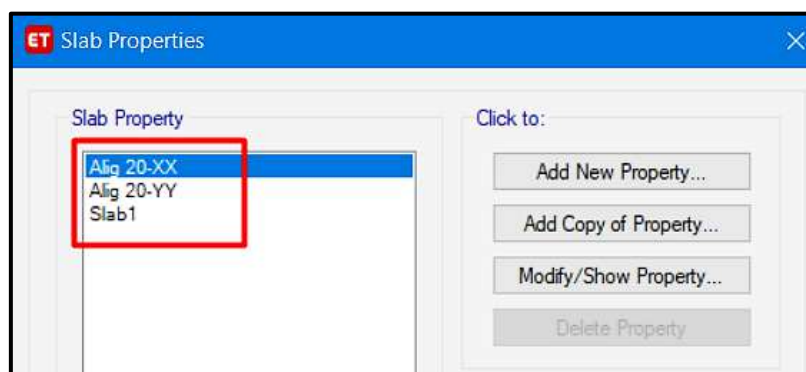 ET Slab Properties
Slab Property
Alig 20-XX
Alig 20-YY
Slab1
Click to:
Add New Property...
Add Copy of Property...
Modify/Show Property...
Delete Property